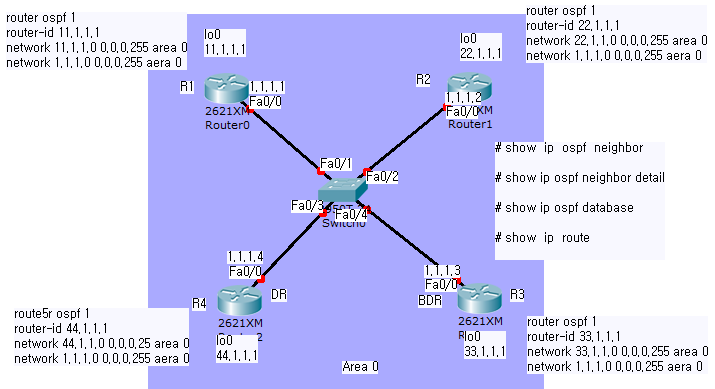 router ospf 1
router-id 11,1,1,1
network 11,1,1,0 0,0,0,255 area 0
network 1,1,1,0 0,0,0,255 aera 0
lo0
11,1,1,1
R1
1,1,1,1
Fa0/0
2621XM
Router0
router ospf 1
router-id 22,1,1,1
network 22,1,1,0 0,0,0,255 area 0
network 1,1,1,0 0,0,0,255 aera 0
lo0
22,1,1,1
R2
1,1,1,2
Fa0/0
XM
Router1
# show ip ospf neighbor
# show ip ospf neighbor detail
# show ip ospf database
# show ip route
Fa0/1
Fa0/2
Fa0/3
Fa0/4
Switch0
1,1,1,4
Fa0/0
R4
DR
2621XM
2
lo0
44,1,1,1
route5r ospf 1
router-id 44,1,1,1
network 44,1,1,0 0,0,0,25 aera 0
network 1,1,1,0 0,0,0,255 aera 0
1,1,1,3
Fa0/0
BDR
R3
2621XM
lo0
33,1,1,1
router ospf 1
router-id 33,1,1,1
network 33,1,1,0 0,0,0,255 area 0
network 1,1,1,0 0,0,0,255 aera 0
Area 0